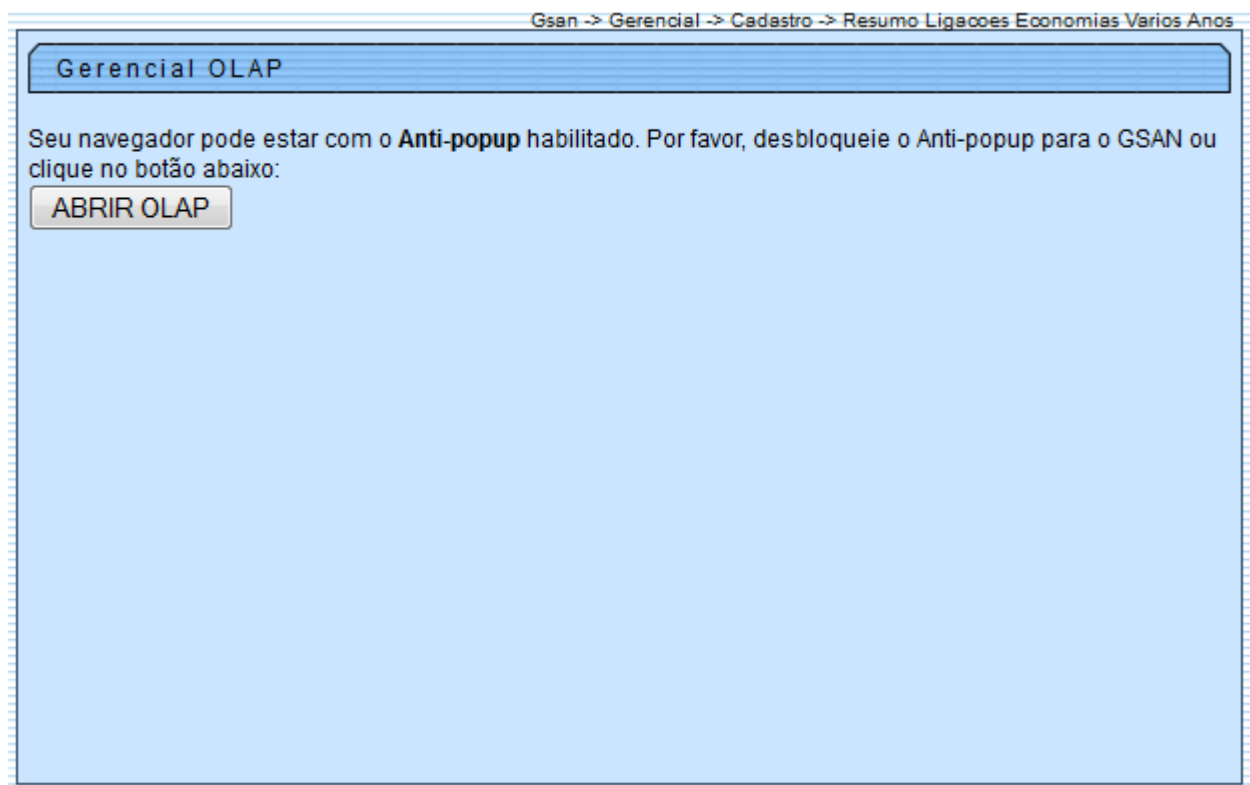 Gsan -> Gerencial -> Cadastro -> Resumo Ligacoes Economias Varios Anos
Gerencial OLAP
Seu navegador pode estar com o Anti-popup habilitado. Por favor, desbloqueie o Anti-popup para o GSAN ou
clique no botão abaixo:
ABRIR OLAP